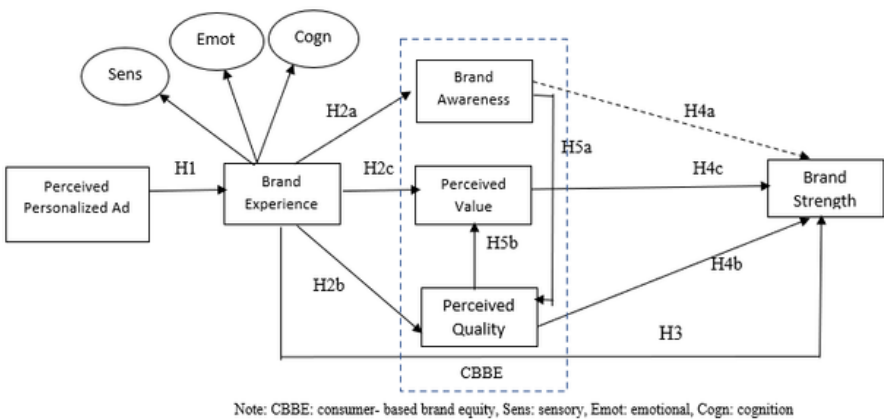 Emot
Cogn
Sens
Brand
Awareness
H2a
H4a
H5a
H1
H2c
H4c
Perceived
Personalized Ad
Brand
Experience
Perceived
Value
Brand
Strength
H5b
H2b
H4b
Perceived
Quality
H3
CBBE
Note: CBBE: consumer- based brand equity, Sens: sensory, Emot: emotional, Cogn: cognition